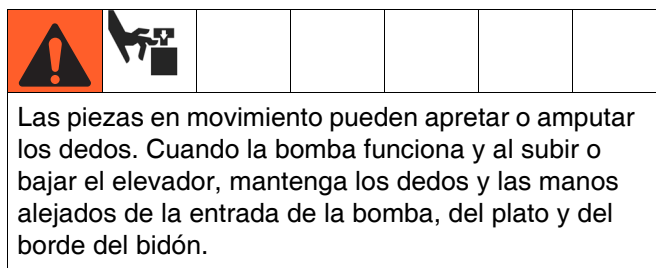 Las piezas en movimiento pueden apretar o amputar
los dedos. Cuando la bomba funciona y al subir o
bajar el elevador, mantenga los dedos y las manos
alejados de la entrada de la bomba, del plato y del
borde del bidón.